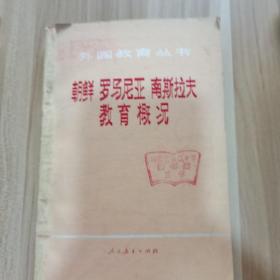 外国教育丛书
朝鲜 罗马尼亚 南斯拉夫
教育概况
人民教育出版社